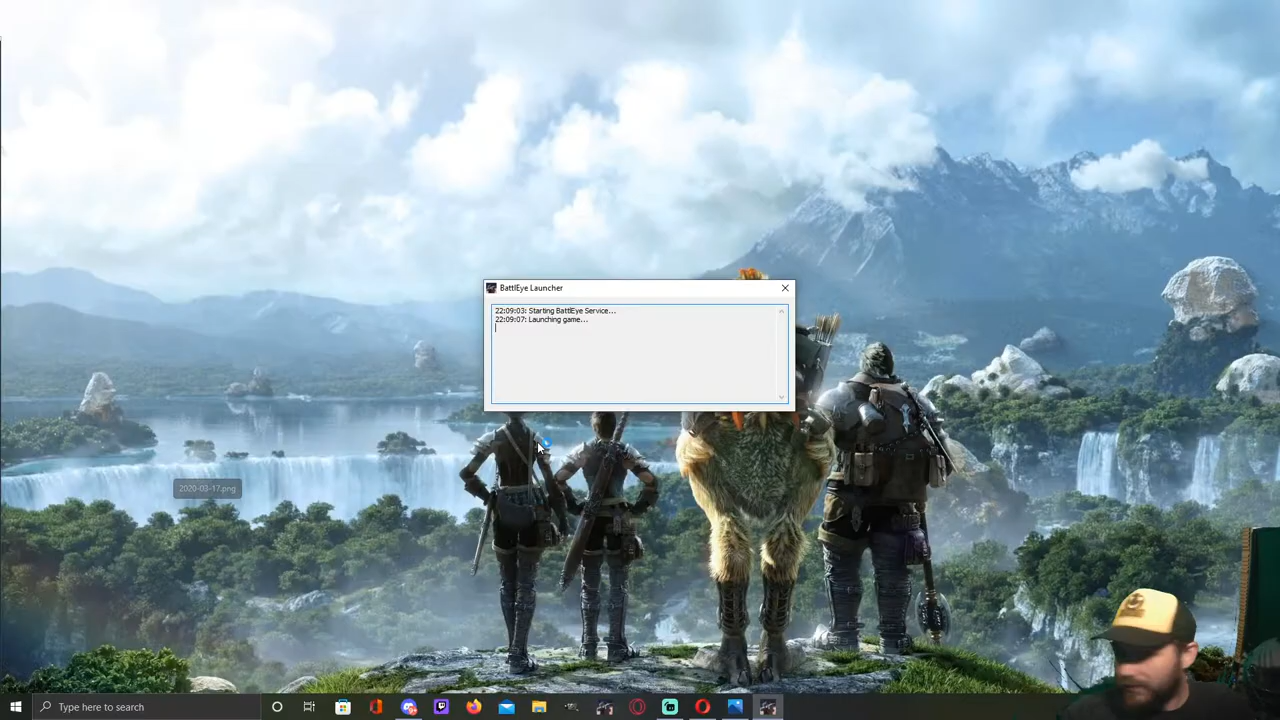 BattlEye Launcher
22:09:03: Starting BattlEye Service...
22:09:07: Launching game...
2020-03-17.png
Type here to search